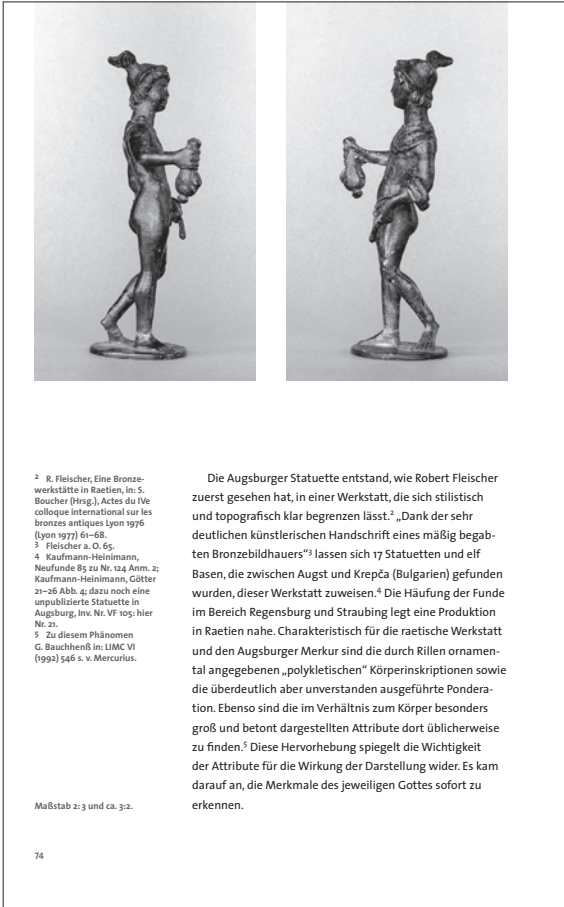 2 R. Fleischer, Eine Bronze-
werkstätte in Raetien, in: S.
Boucher (Hrsg.), Actes du IVe
colloque international sur les
bronzes antiques Lyon 1976
(Lyon 1977) 61–68.
3 Fleischer a. O. 65.
4 Kaufmann-Heinimann,
Neufunde 85 zu Nr. 124 Anm. 2;
Kaufmann-Heinimann, Götter
21–26 Abb. 4; dazu noch eine
unpublizierte Statuette in
Augsburg, Inv. Nr. VF 105: hier
Nr. 21.
5 Zu diesem Phänomen
G. Bauchhenß in: LIMC VI
(1992) 546 s. v. Mercurius.
Maßstab 2: 3 und ca. 3:2.
Die Augsburger Statuette entstand, wie Robert Fleischer
zuerst gesehen hat, in einer Werkstatt, die sich stilistisch
und topografisch klar begrenzen lässt.² „Dank der sehr
deutlichen künstlerischen Handschrift eines mäßig begab-
ten Bronzebildhauers“³ lassen sich 17 Statuetten und elf
Basen, die zwischen Augst und Krepča (Bulgarien) gefunden
wurden, dieser Werkstatt zuweisen.⁴ Die Häufung der Funde
im Bereich Regensburg und Straubing legt eine Produktion
in Raetien nahe. Charakteristisch für die raetische Werkstatt
und den Augsburger Merkur sind die durch Rillen ornamen-
tal angegebenen „polykletischen“ Körperinskriptionen sowie
die überdeutlich aber unverstanden ausgeführte Pondera-
tion. Ebenso sind die im Verhältnis zum Körper besonders
groß und betont dargestellten Attribute dort üblicherweise
zu finden.⁵ Diese Hervorhebung spiegelt die Wichtigkeit
der Attribute für die Wirkung der Darstellung wider. Es kam
darauf an, die Merkmale des jeweiligen Gottes sofort zu
erkennen.
74